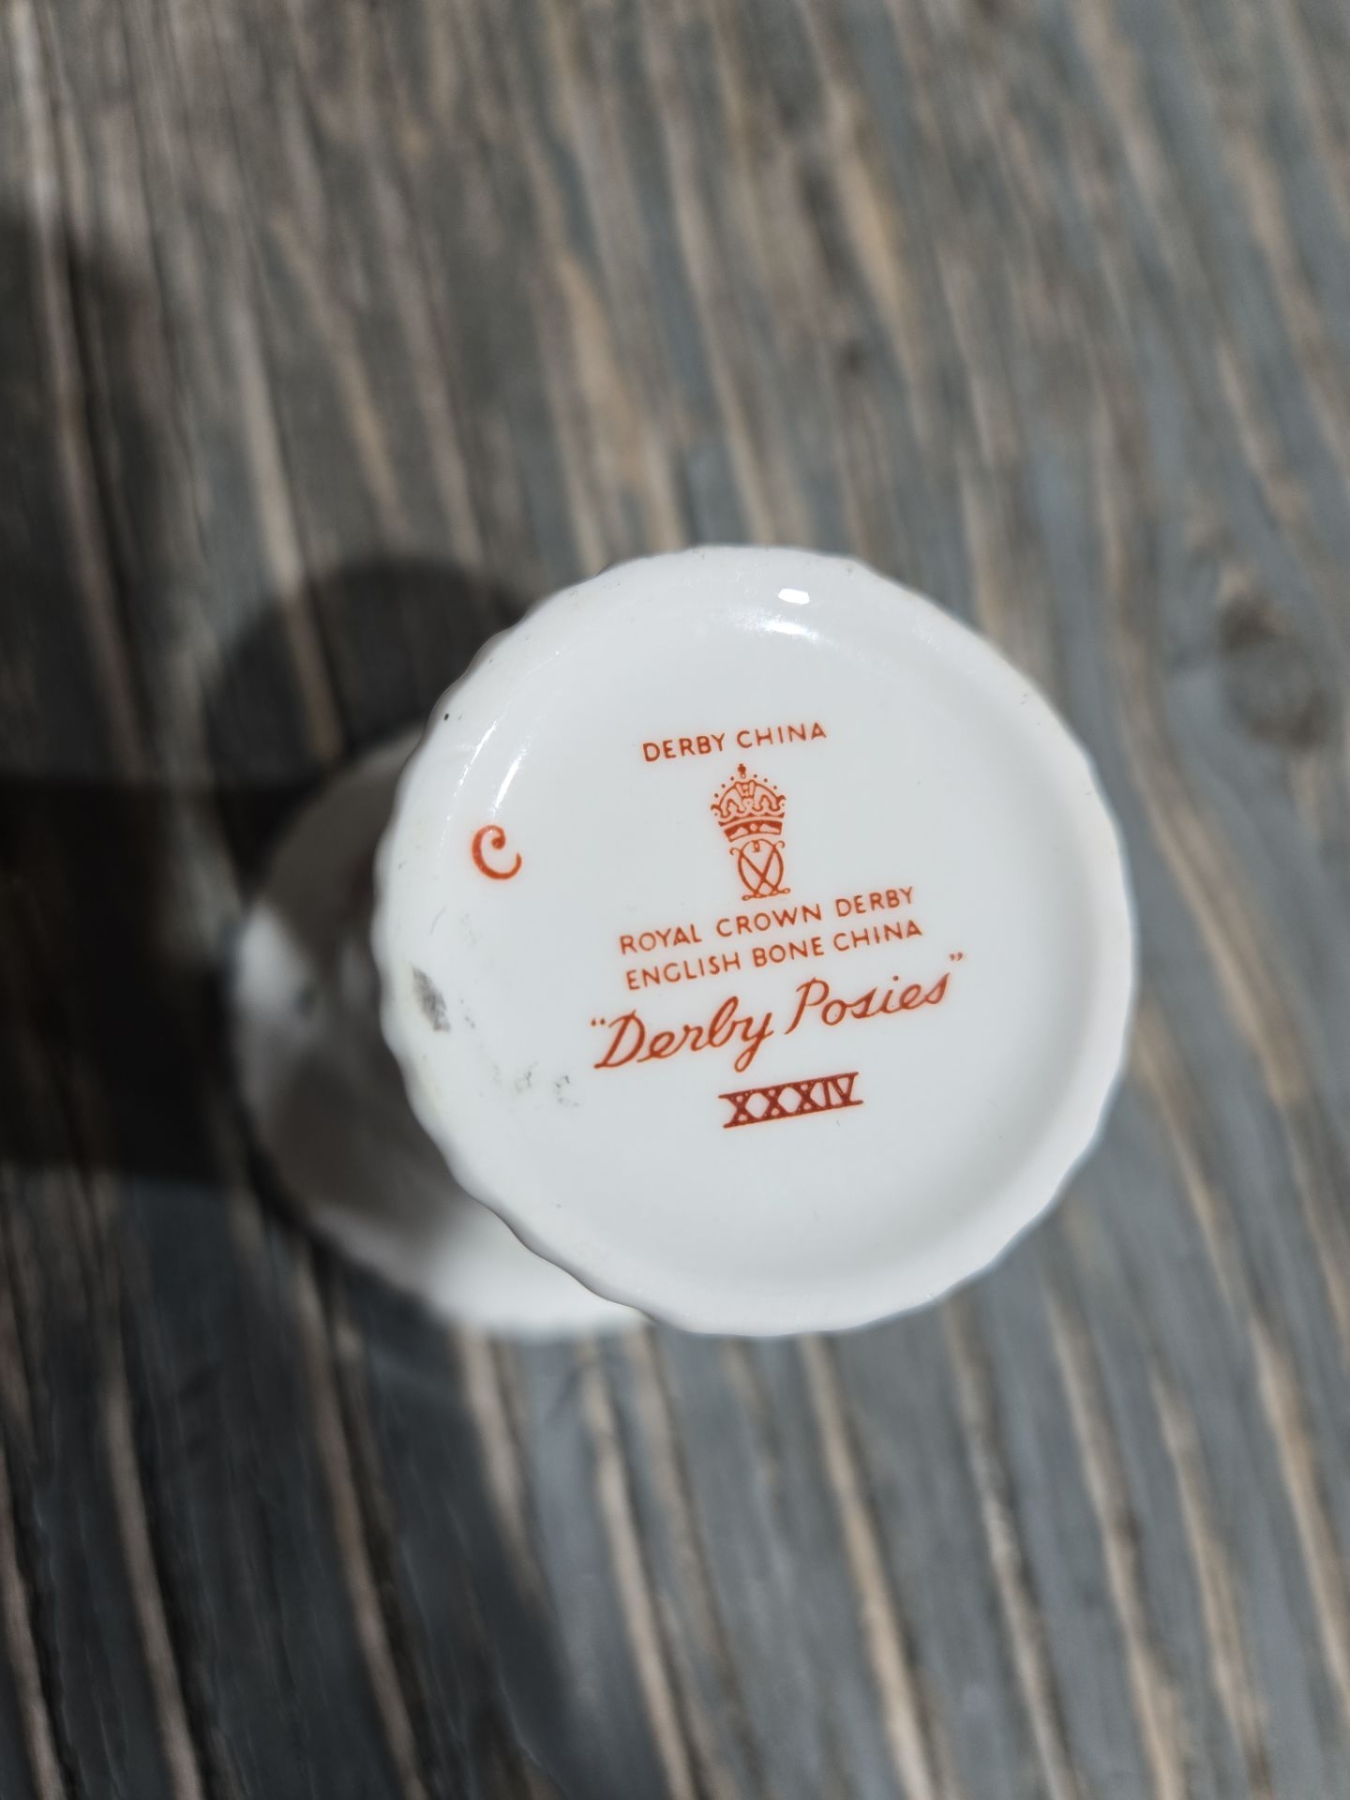 DERBY CHINA
C
ROYAL CROWN DERBY
ENGLISH BONE CHINA
"Derby Posies"
XXXIV